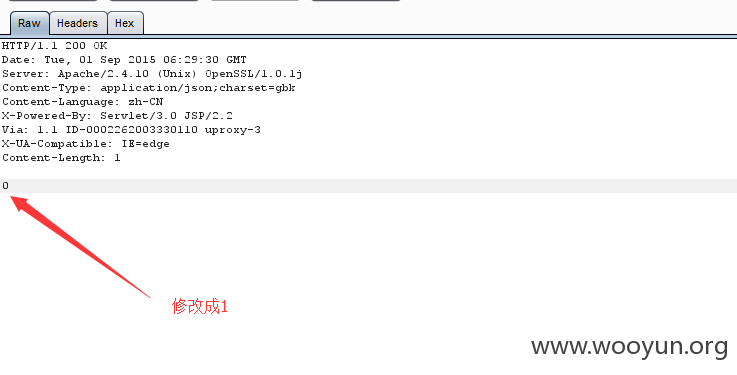 Raw Headers Hex
HTTP/1.1 200 OK
Date: Tue, 01 Sep 2015 06:29:30 GMT
Server: Apache/2.4.10 (Unix) OpenSSL/1.0.1j
Content-Type: application/json;charset=gbk
Content-Language: zh-CN
X-Powered-By: Servlet/3.0 JSP/2.2
Via: 1.1 ID-0002262003330110 uproxy-3
X-UA-Compatible: IE=edge
Content-Length: 1
0
修改成1
www.wooyun.org